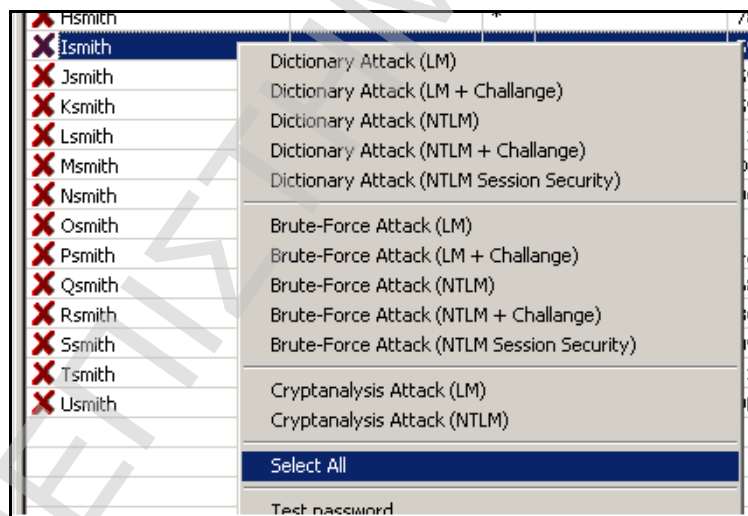 Hsmith
*
Ismith
Jsmith
Ksmith
Lsmith
Msmith
Nsmith
Osmith
Psmith
Qsmith
Rsmith
Ssmith
Tsmith
Usmith
Dictionary Attack (LM)
Dictionary Attack (LM + Challange)
Dictionary Attack (NTLM)
Dictionary Attack (NTLM + Challange)
Dictionary Attack (NTLM Session Security)
Brute-Force Attack (LM)
Brute-Force Attack (LM + Challange)
Brute-Force Attack (NTLM)
Brute-Force Attack (NTLM + Challange)
Brute-Force Attack (NTLM Session Security)
Cryptanalysis Attack (LM)
Cryptanalysis Attack (NTLM)
Select All
Test password